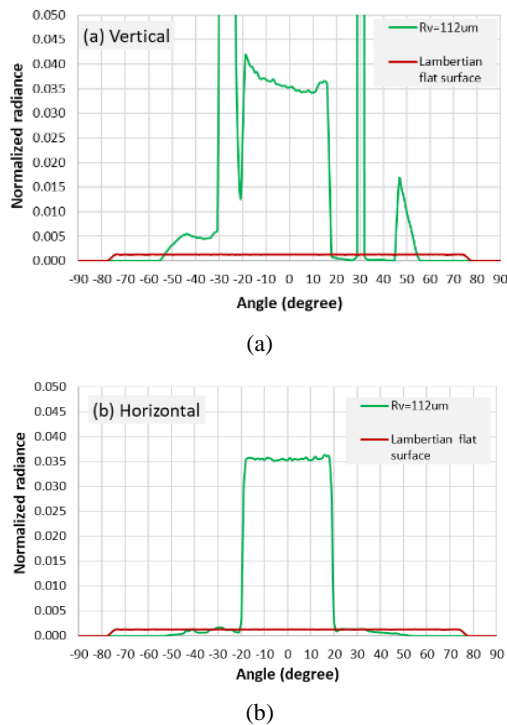 (a) Vertical
Rv=112um
Lambertian
flat surface
Normalized radiance
0.050
0.045
0.040
0.035
0.030
0.025
0.020
0.015
0.010
0.005
0.000
-90 -80 -70 -60 -50 -40 -30 -20 -10 0 10 20 30 40 50 60 70 80 90
Angle (degree)
(a)
(b) Horizontal
Rv=112um
Lambertian flat
surface
Normalized radiance
0.050
0.045
0.040
0.035
0.030
0.025
0.020
0.015
0.010
0.005
0.000
-90 -80 -70 -60 -50 -40 -30 -20 -10 0 10 20 30 40 50 60 70 80 90
Angle (degree)
(b)